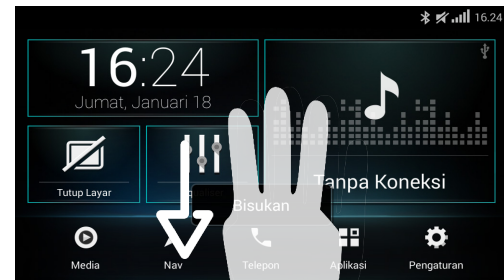 16.24
16:24
Jumat, Januari 18
Tutup Layar
Tanpa Koneksi
Bisukan
Media
Nav
Telepon
Aplikasi
Pengaturan